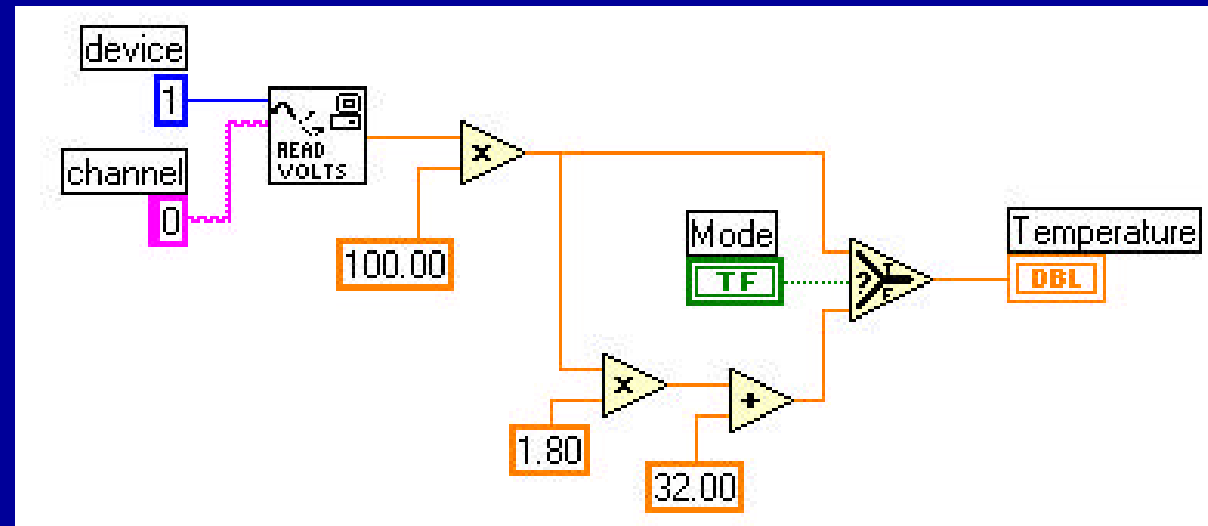 device
1
READ
VOLTS
channel
0
x
100.00
Mode
TF
? T
F
Temperature
DBL
x
1.80
+
32.00